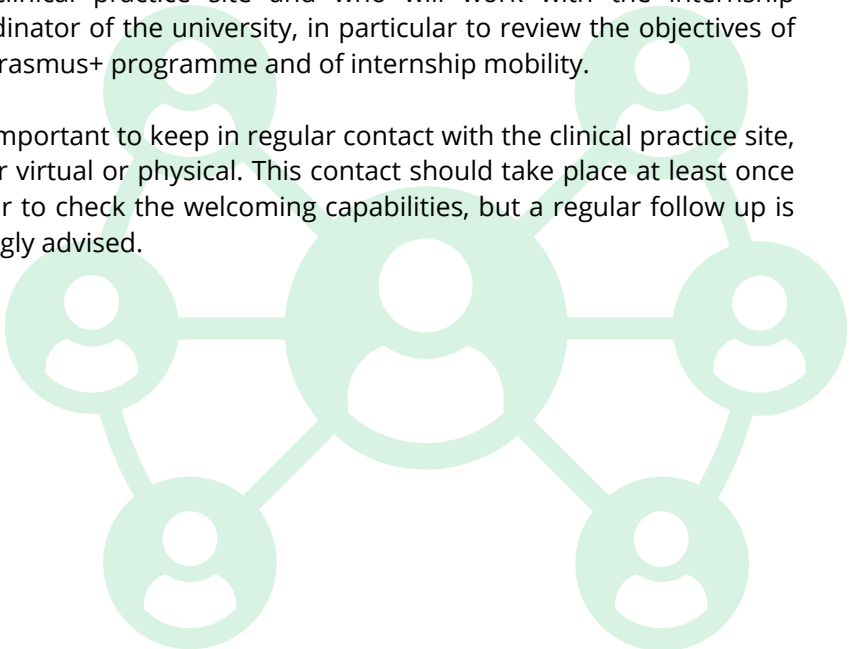 clinical practice site and who will work with the internship
dinator of the university, in particular to review the objectives of
rasmus+ programme and of internship mobility.
mportant to keep in regular contact with the clinical practice site,
r virtual or physical. This contact should take place at least once
r to check the welcoming capabilities, but a regular follow up is
gly advised.